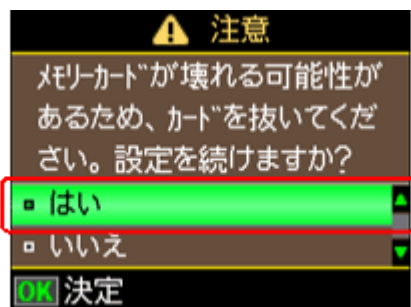 注意
ﾒﾓﾘｰｶｰﾄﾞが壊れる可能性が
あるため、ｶｰﾄﾞを抜いてくだ
さい。設定を続けますか?
はい
いいえ
OK 決定